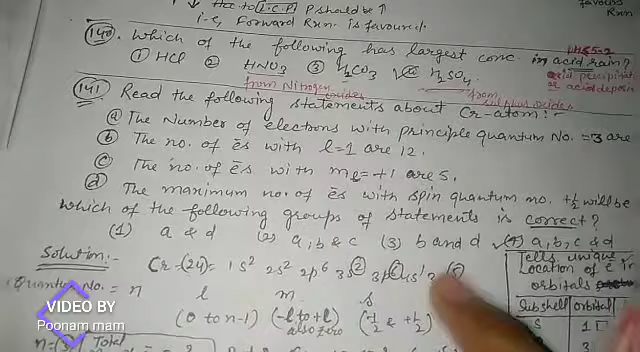 Acc. to L.C.P P should be ↑
i.e, Forward Rxn. is favoured.
favours
Rxn
(140). Which of the following has largest conc. in acid rain?
(1) HCl (2) HNO3 (3) H2CO3 (4) H2SO4
from Nitrogen oxides
from sulphur oxides
(141). Read the following statements about Cr-atom:-
(a) The Number of electrons with principle quantum No. =3 are
(b) The no. of ēs with l=1 are 12.
(c) The no. of ēs with ml=+1 are 5.
(d) The maximum no. of ēs with spin quantum no. +½ will be
which of the following groups of statements is correct?
(1) a & d (2) a, b & c (3) b and d (4) a, b, c & d
Solution:- Cr-(24)= 1s² 2s² 2p⁶ 3s² 3p⁶ 4s¹
Tells unique
Location of ē in
orbitals
Quantum No. = n l m s
(0 to n-1) (-l to +l) (-½ & +½)
also zero
Subshell orbital
S 1
3
Total
VIDEO BY
Poonam mam